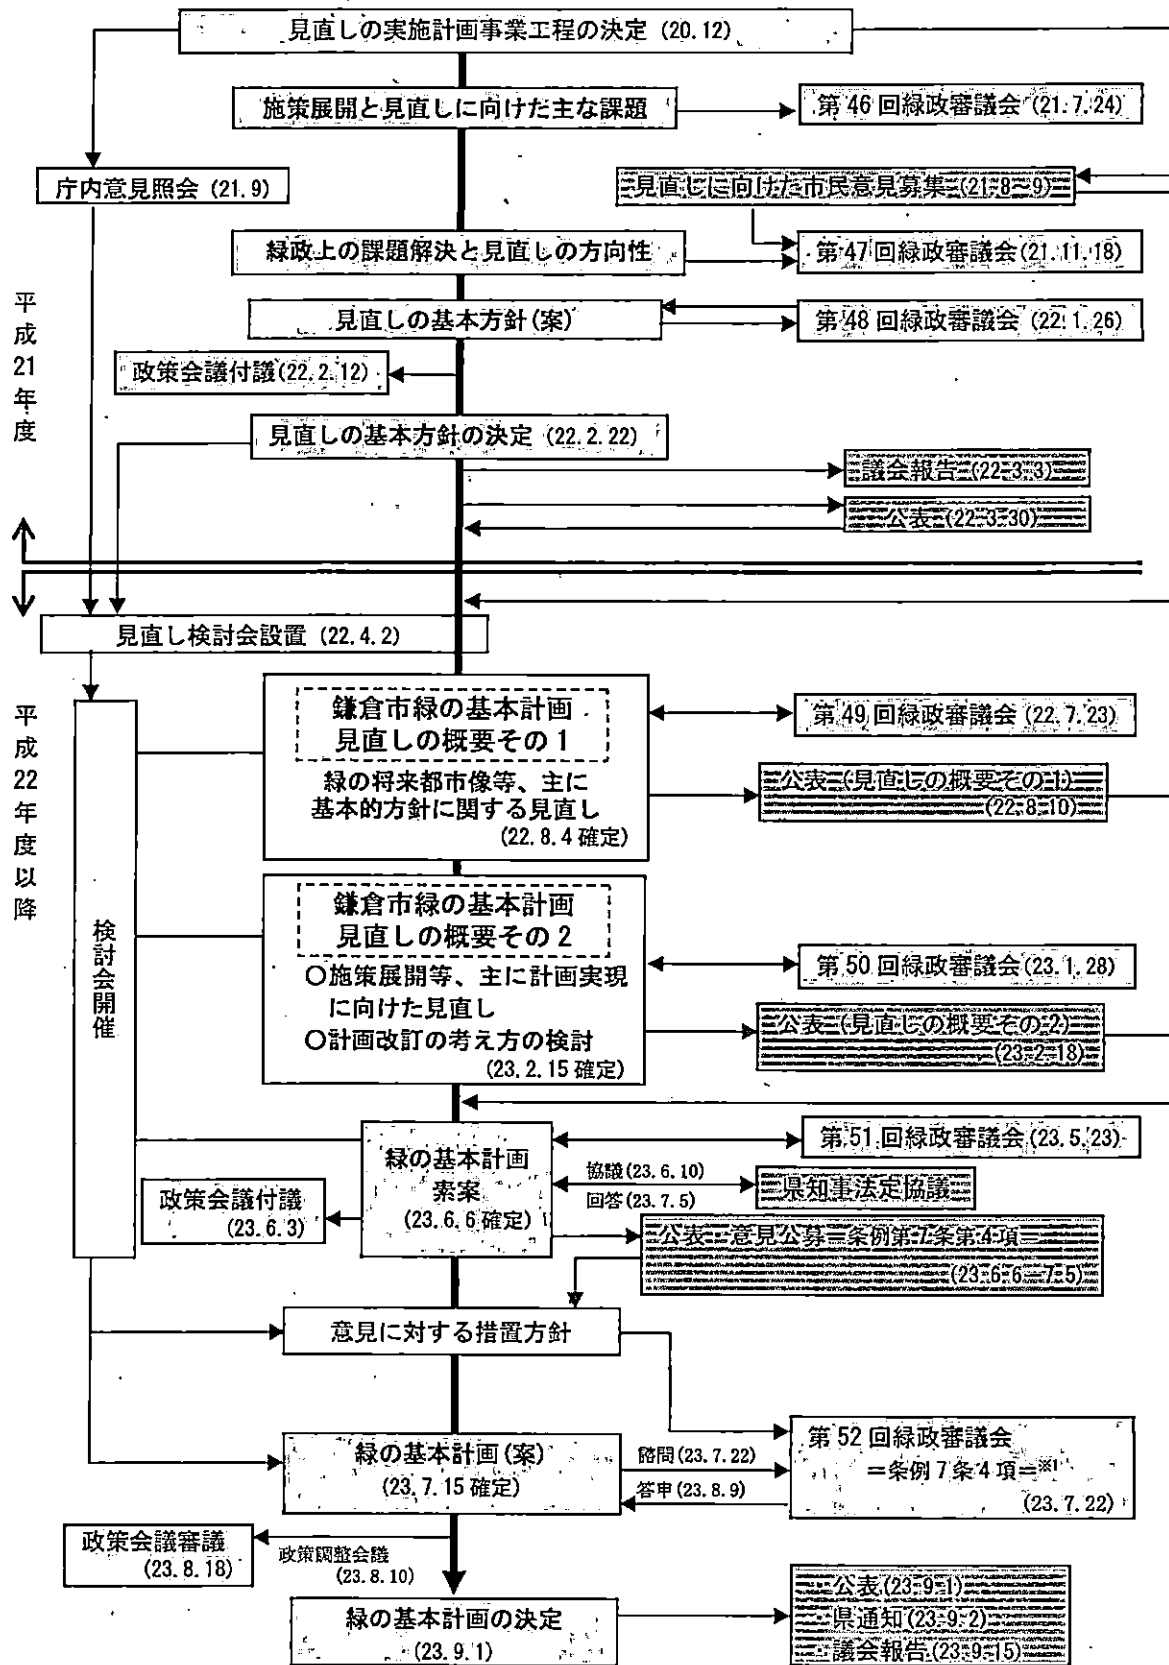 見直しの実施計画事業工程の決定 (20.12)
施策展開と見直しに向けた主な課題
第46回緑政審議会(21.7.24)
庁内意見照会(21.9)
見直しに向けた市民意見募集(21.8-9)
緑政上の課題解決と見直しの方向性
第47回緑政審議会(21.11.18)
見直しの基本方針(案)
第48回緑政審議会(22.1.26)
政策会議付議(22.2.12)
平成21年度
見直しの基本方針の決定(22.2.22)
議会報告(22.3.3)
公表(22.3.30)
見直し検討会設置(22.4.2)
平成22年度以降
検討会開催
鎌倉市緑の基本計画
見直しの概要その1
緑の将来都市像等、主に
基本的方針に関する見直し
(22.8.4確定)
第49回緑政審議会(22.7.23)
公表(見直しの概要その1)
(22.8.10)
鎌倉市緑の基本計画
見直しの概要その2
〇施策展開等、主に計画実現
に向けた見直し
〇計画改訂の考え方の検討
(23.2.15確定)
第50回緑政審議会(23.1.28)
公表(見直しの概要その2)
(23.2.18)
緑の基本計画
素案
(23.6.6確定)
第51回緑政審議会(23.5.23)
政策会議付議
(23.6.3)
協議(23.6.10)
回答(23.7.5)
県知事法定協議
公表・意見公募=条例第7条第4項=
(23.6.6-7.5)
意見に対する措置方針
緑の基本計画(案)
(23.7.15確定)
諮問(23.7.22)
答申(23.8.9)
第52回緑政審議会
=条例7条4項=※1
(23.7.22)
政策会議審議
(23.8.18)
政策調整会議
(23.8.10)
緑の基本計画の決定
(23.9.1)
公表(23.9.1)
県通知(23.9.2)
議会報告(23.9.15)